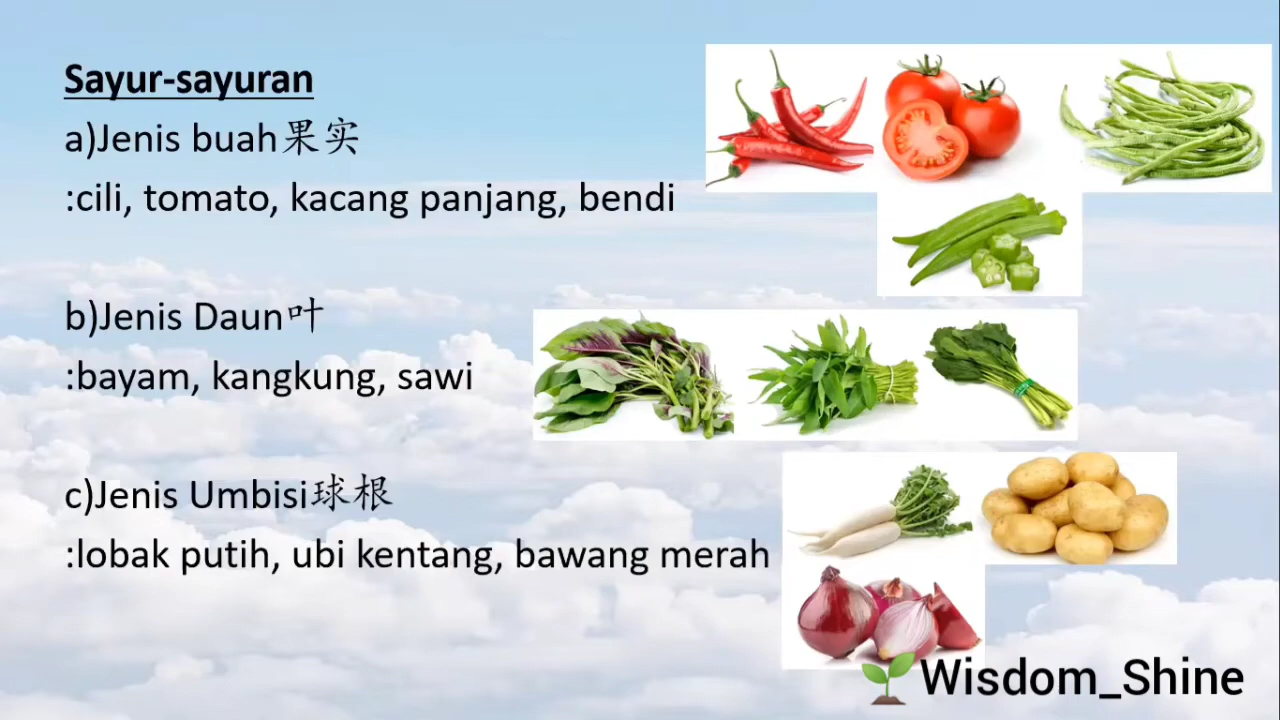 Sayur-sayuran
a)Jenis buah果实
:cili, tomato, kacang panjang, bendi
b)Jenis Daun叶
:bayam, kangkung, sawi
c)Jenis Umbisi球根
:lobak putih, ubi kentang, bawang merah
Wisdom_Shine